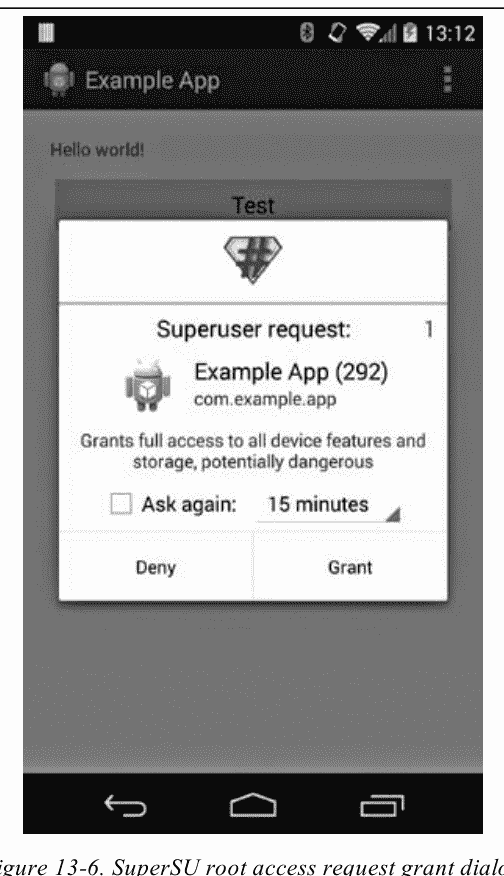 13:12
Example App
Hello world!
Test
Superuser request: 1
Example App (292)
com.example.app
Grants full access to all device features and
storage, potentially dangerous
Ask again: 15 minutes
Deny Grant
igure 13-6. SuperSU root access request grant dialo